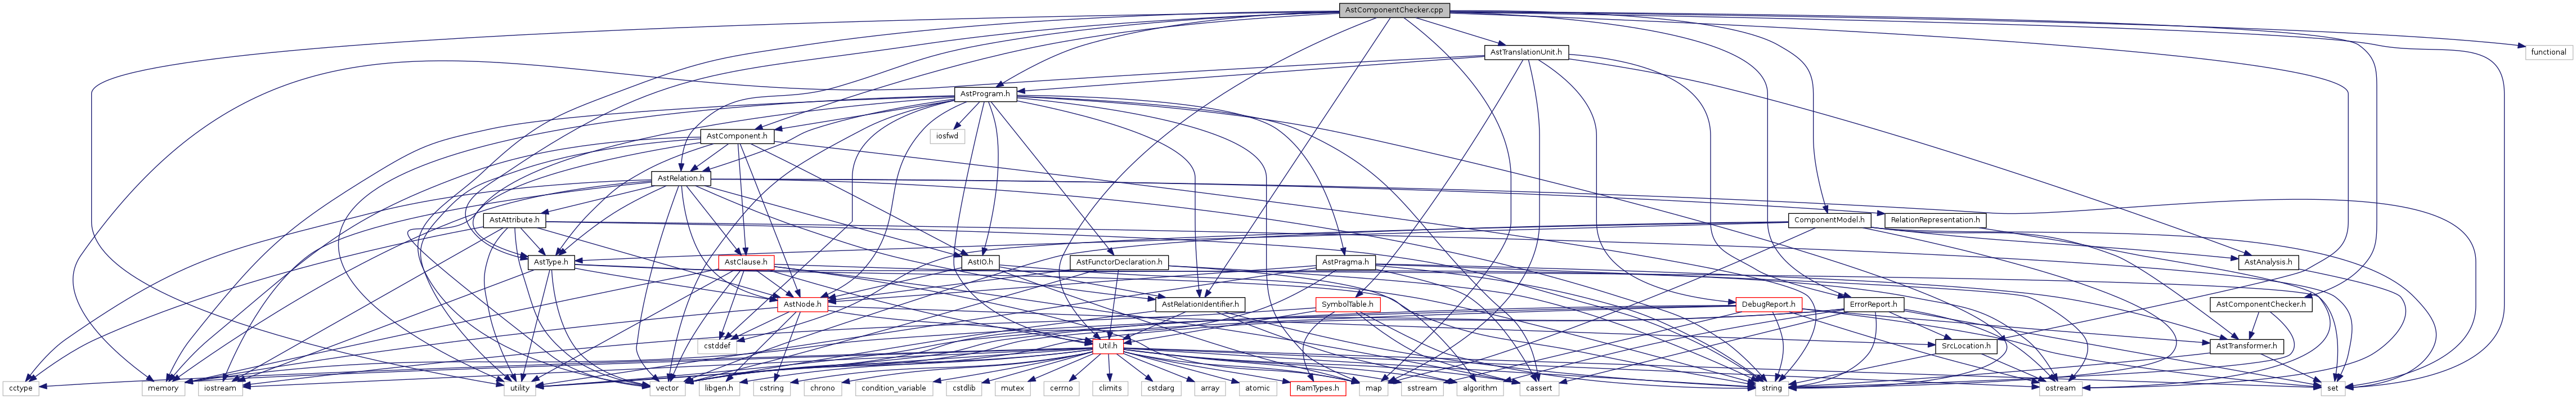 AstComponentChecker.cpp
AstTranslationUnit.h
functional
AstProgram.h
AstComponent.h
iosfwd
AstRelation.h
AstAttribute.h
ComponentModel.h
RelationRepresentation.h
AstType.h
AstClause.h
AstIO.h
AstFunctorDeclaration.h
AstPragma.h
AstAnalysis.h
AstNode.h
AstRelationIdentifier.h
SymbolTable.h
DebugReport.h
ErrorReport.h
AstComponentChecker.h
cstddef
Util.h
SrcLocation.h
AstTransformer.h
cctype
memory
iostream
utility
vector
libgen.h
cstring
chrono
condition_variable
cstdlib
mutex
cerrno
climits
cstdarg
array
atomic
RamTypes.h
map
sstream
algorithm
cassert
string
ostream
set